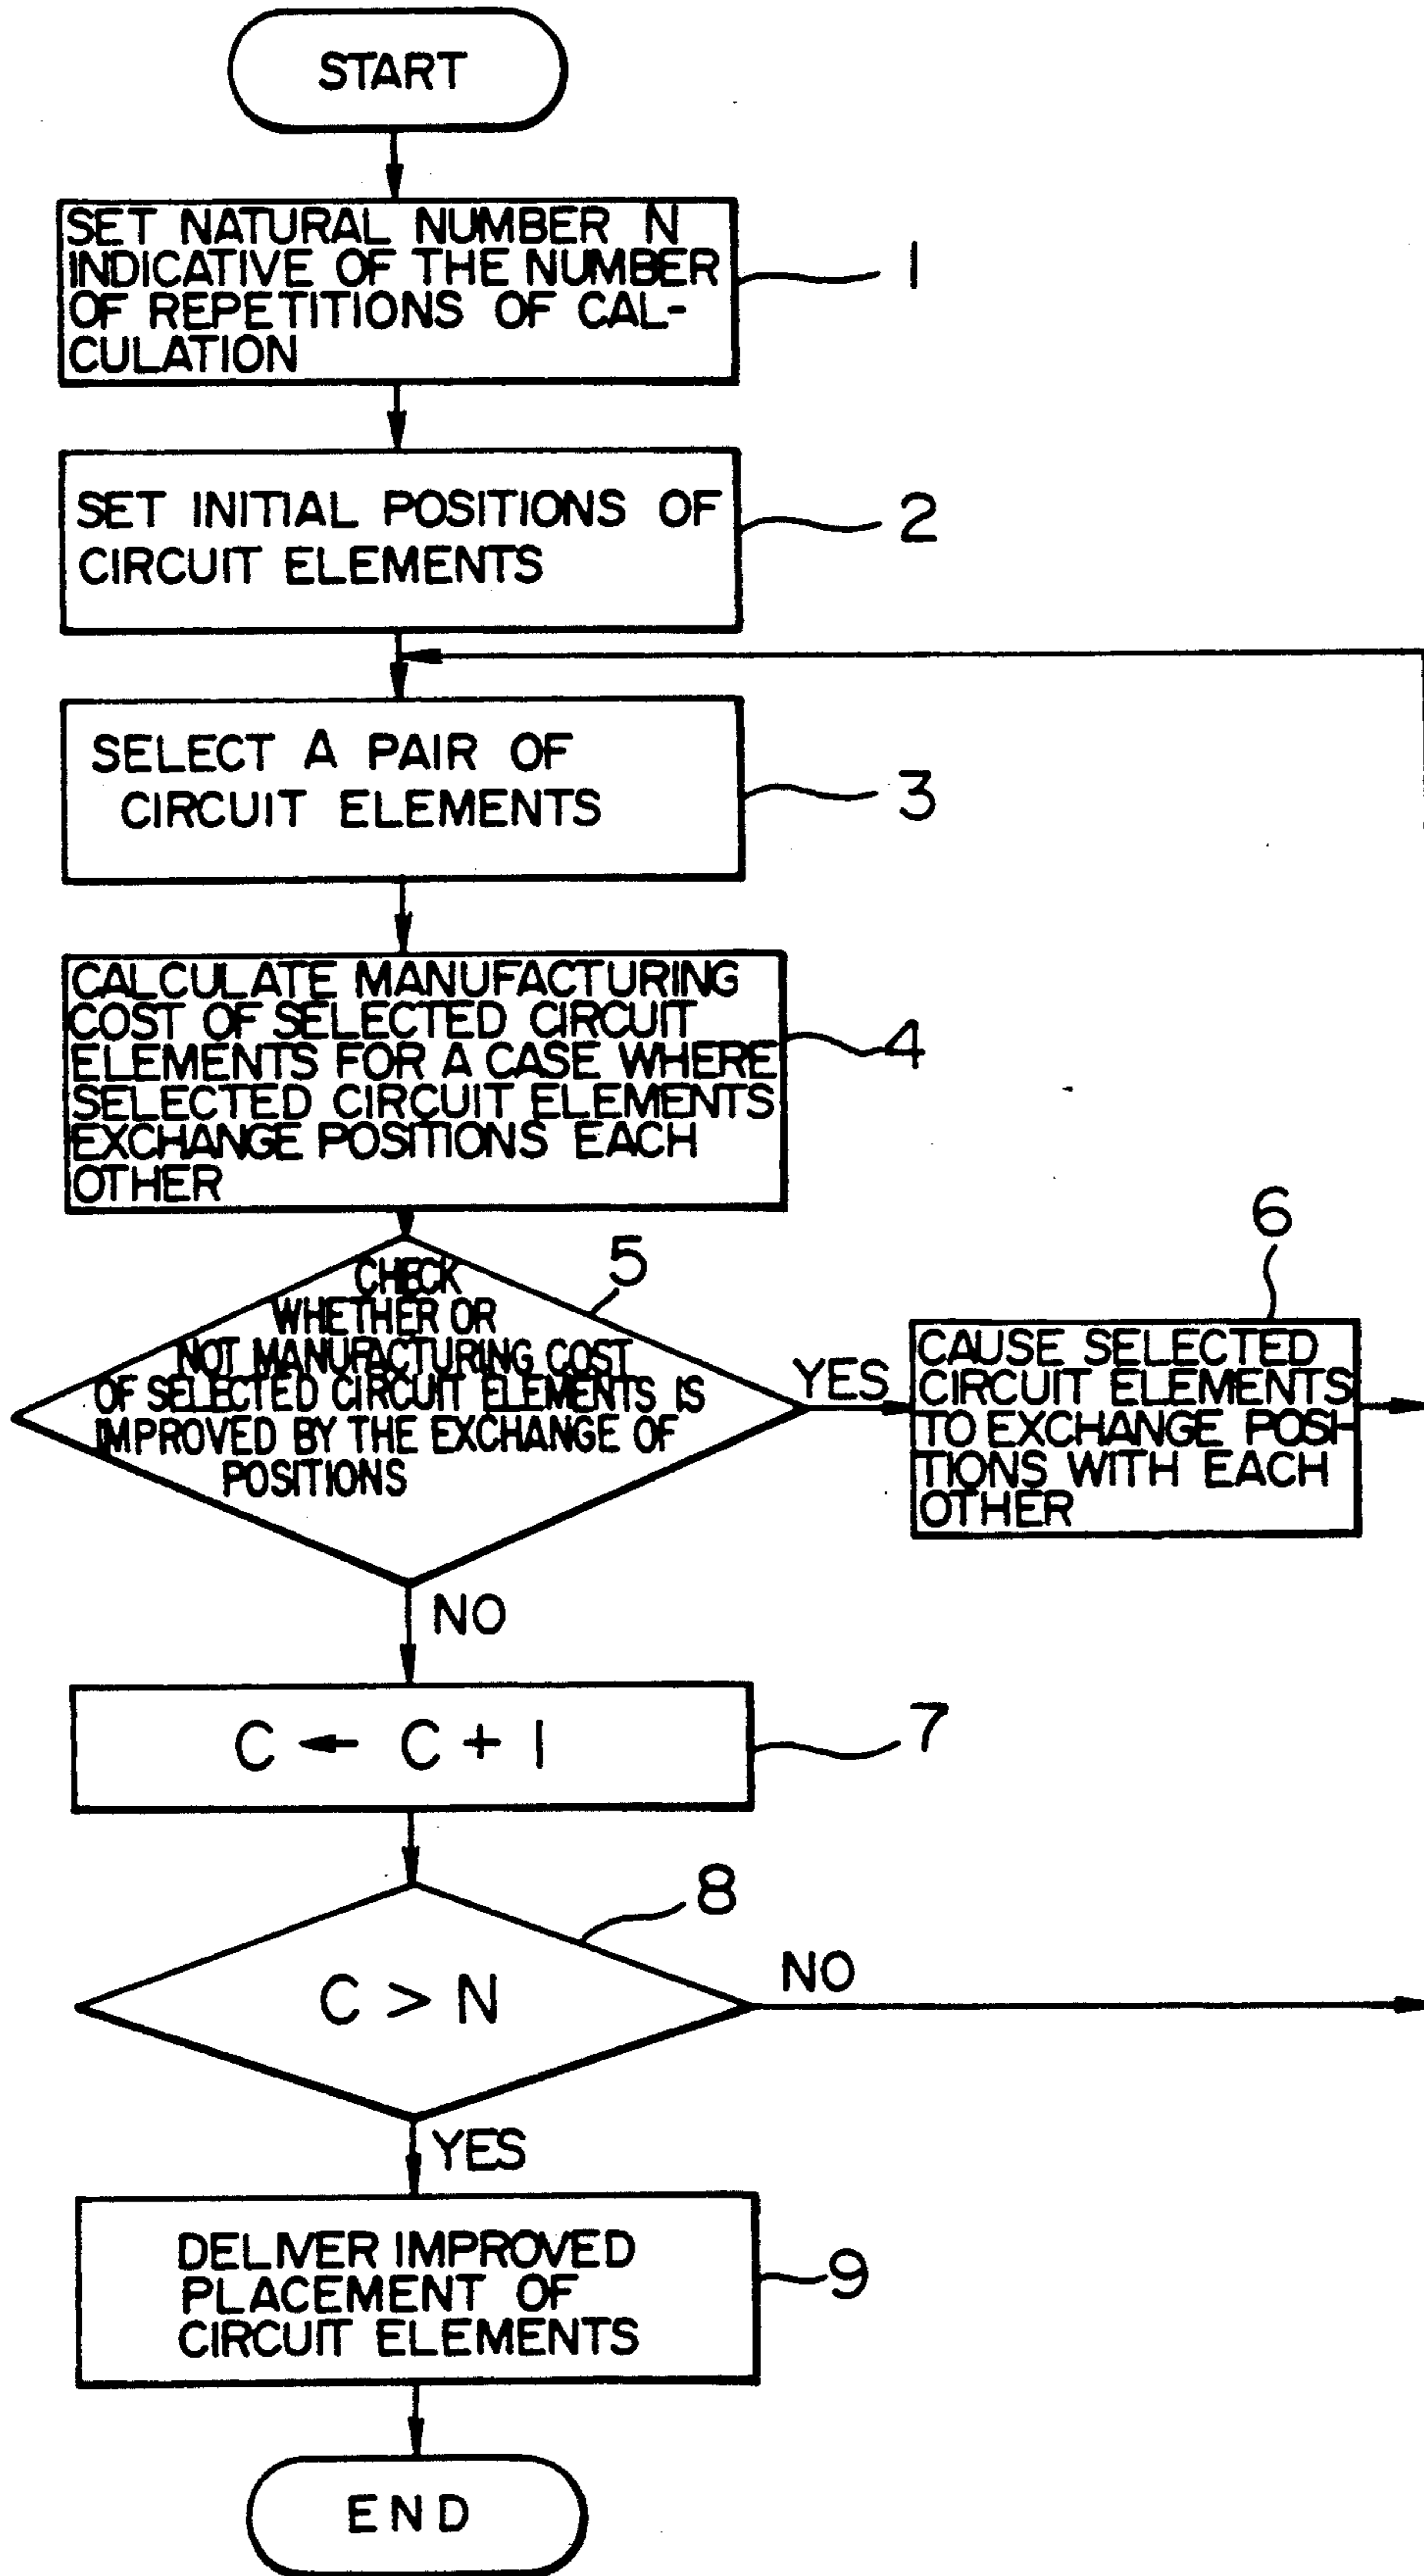 START
SET NATURAL NUMBER N
INDICATIVE OF THE NUMBER
OF REPETITIONS OF CAL-
CULATION
1
SET INITIAL POSITIONS OF
CIRCUIT ELEMENTS
2
SELECT A PAIR OF
CIRCUIT ELEMENTS
3
CALCULATE MANUFACTURING
COST OF SELECTED CIRCUIT
ELEMENTS FOR A CASE WHERE
SELECTED CIRCUIT ELEMENTS
EXCHANGE POSITIONS EACH
OTHER
4
CHECK
WHETHER OR
NOT MANUFACTURING COST
OF SELECTED CIRCUIT ELEMENTS IS
IMPROVED BY THE EXCHANGE OF
POSITIONS
5
YES
6
CAUSE SELECTED
CIRCUIT ELEMENTS
TO EXCHANGE POSI-
TIONS WITH EACH
OTHER
NO
C ← C + 1
7
C > N
8
NO
YES
DELIVER IMPROVED
PLACEMENT OF
CIRCUIT ELEMENTS
9
END